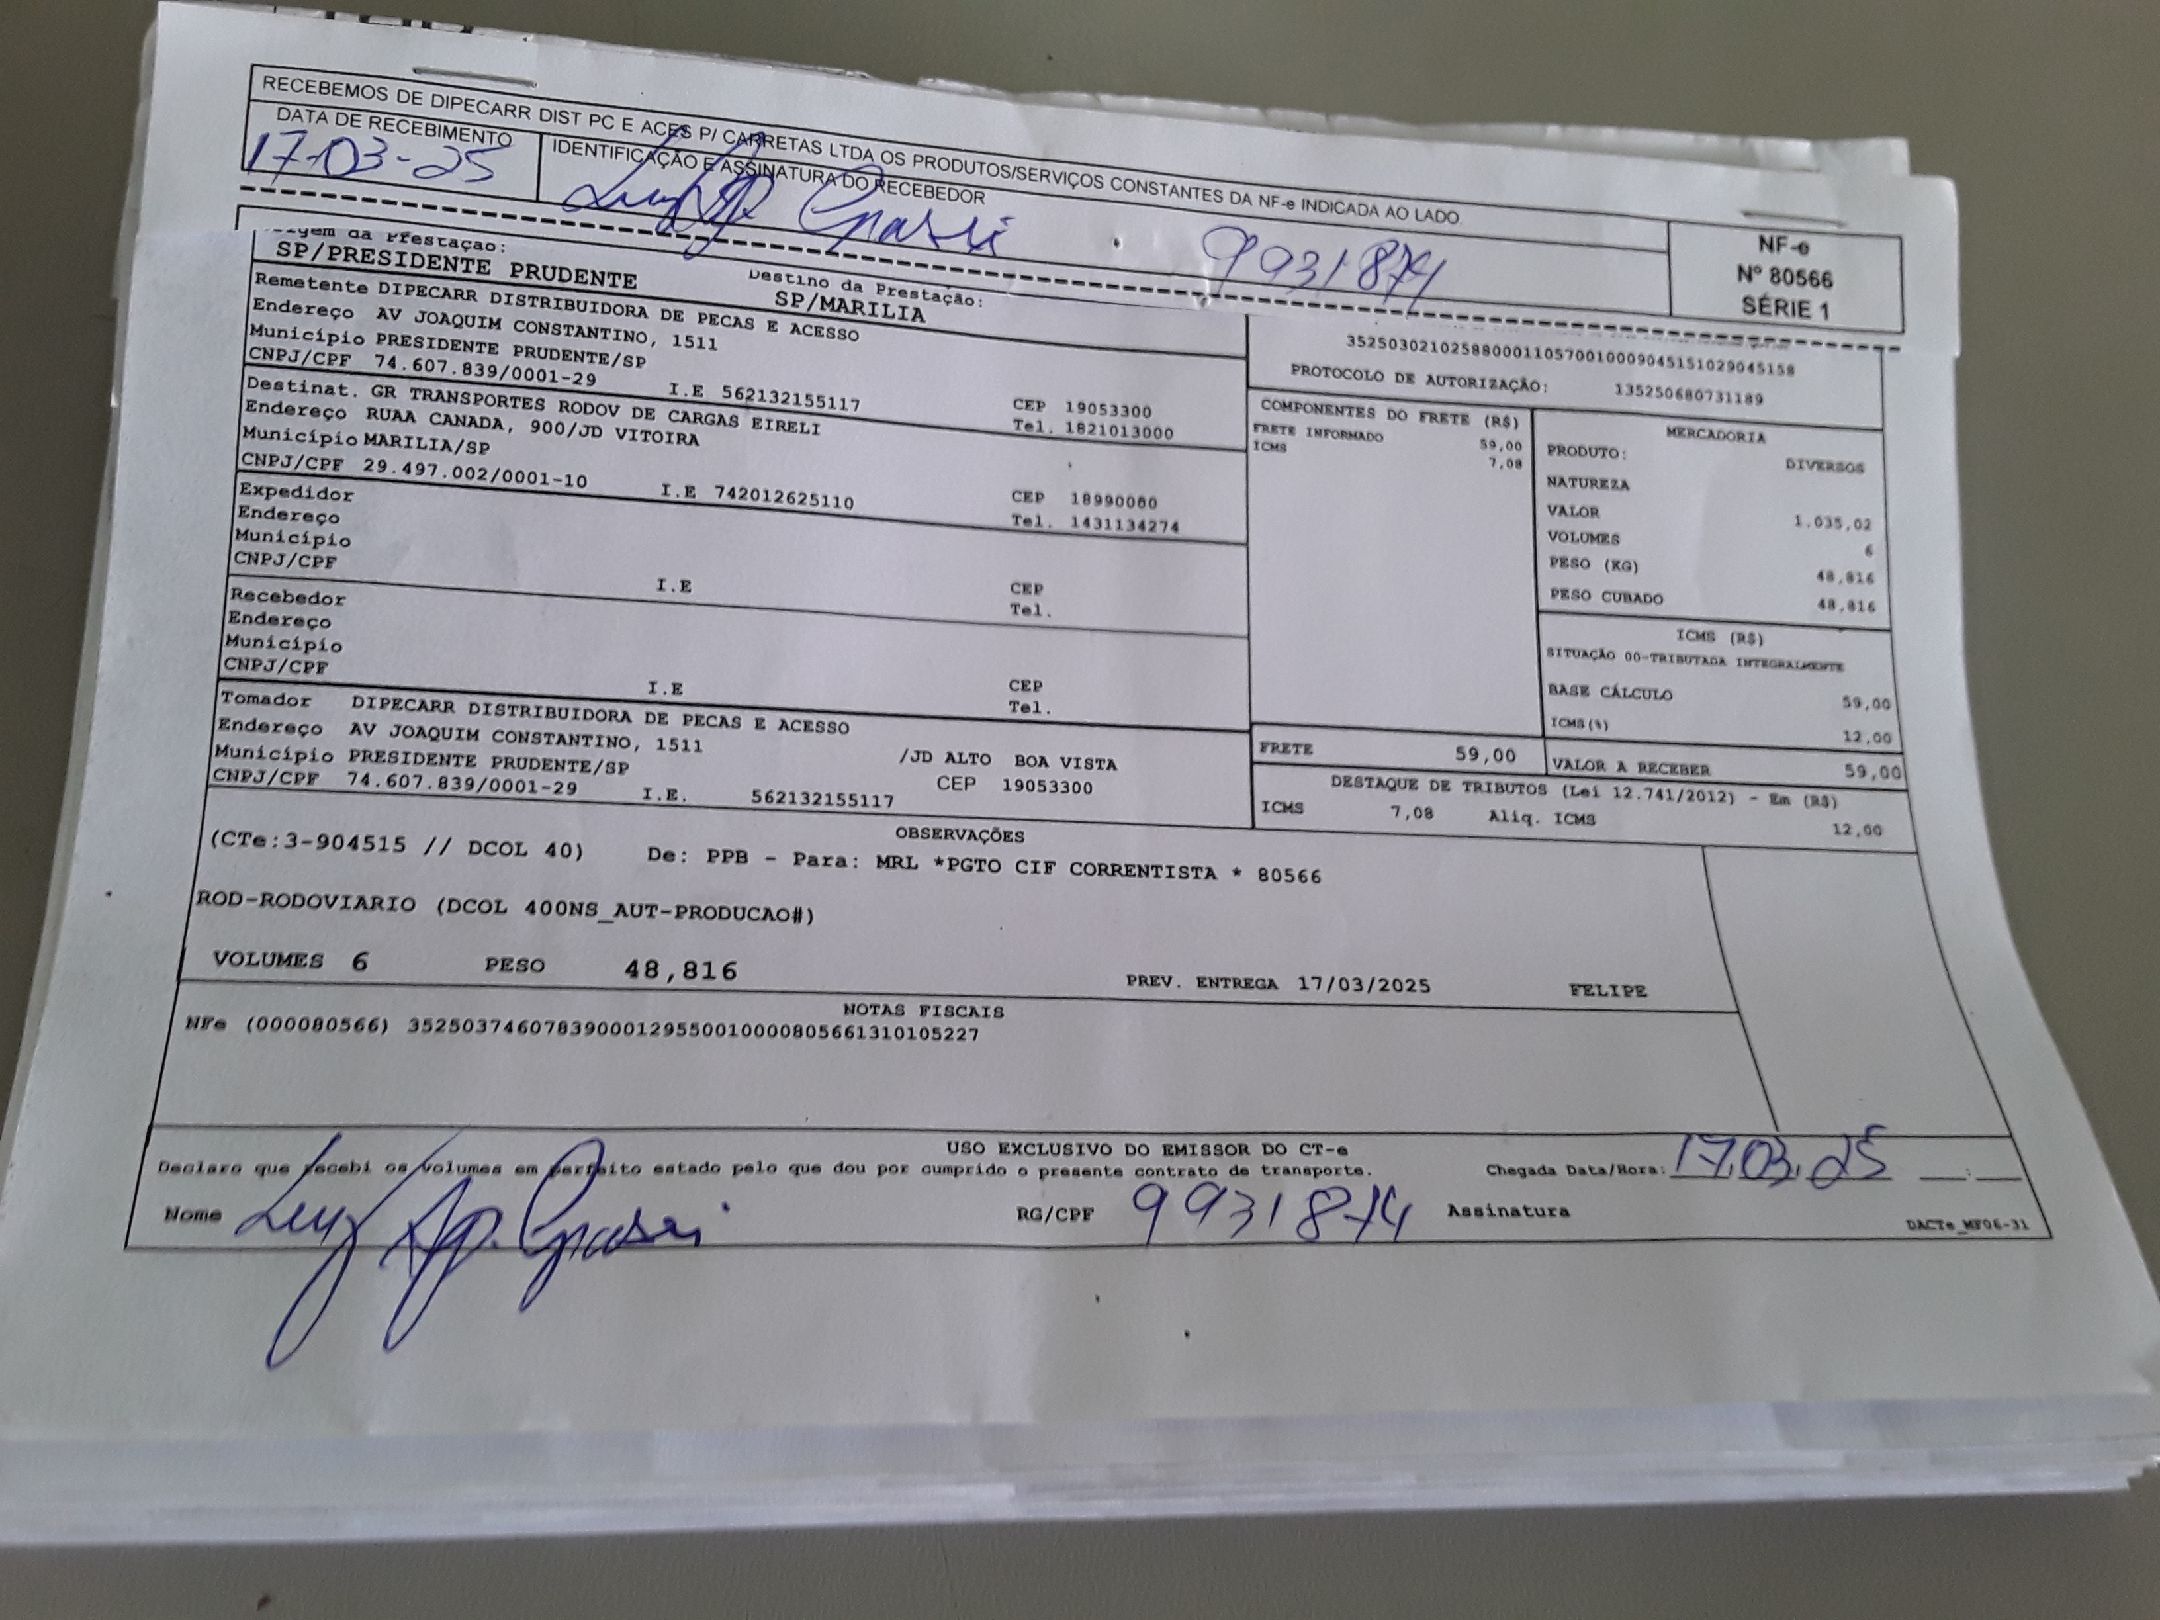 RECEBEMOS DE DIPECARR DIST PC E ACES P/ CARRETAS LTDA OS PRODUTOS/SERVIÇOS CONSTANTES DA NF-e INDICADA AO LADO
DATA DE RECEBIMENTO IDENTIFICAÇÃO E ASSINATURA DO RECEBEDOR
17-03-25 Luiz Ap. Grassi 9931874
NF-e
Nº 80566
SÉRIE 1
Prestação: Destino da Prestação:
SP/PRESIDENTE PRUDENTE SP/MARILIA
Remetente DIPECARR DISTRIBUIDORA DE PECAS E ACESSO
Endereço AV JOAQUIM CONSTANTINO, 1511
Município PRESIDENTE PRUDENTE/SP CEP 19053300
CNPJ/CPF 74.607.839/0001-29 I.E 562132155117 Tel. 1821013000
Destinat. GR TRANSPORTES RODOV DE CARGAS EIRELI
Endereço RUAA CANADA, 900/JD VITOIRA
Município MARILIA/SP CEP 18990060
CNPJ/CPF 29.497.002/0001-10 I.E 742012625110 Tel. 1431134274
Expedidor
Endereço
Município CEP
CNPJ/CPF I.E Tel.
Recebedor
Endereço
Município CEP
CNPJ/CPF I.E Tel.
Tomador DIPECARR DISTRIBUIDORA DE PECAS E ACESSO
Endereço AV JOAQUIM CONSTANTINO, 1511 /JD ALTO BOA VISTA
Município PRESIDENTE PRUDENTE/SP CEP 19053300
CNPJ/CPF 74.607.839/0001-29 I.E. 562132155117
35250302102588000110570010009045151029045158
PROTOCOLO DE AUTORIZAÇÃO: 135250680731189
COMPONENTES DO FRETE (R$)
FRETE INFORMADO 59,00
ICMS 7,08
MERCADORIA
PRODUTO: DIVERSOS
NATUREZA
VALOR 1.035,02
VOLUMES 6
PESO (KG) 48,816
PESO CUBADO 48,816
ICMS (R$)
SITUAÇÃO 00-TRIBUTADA INTEGRALMENTE
BASE CÁLCULO 59,00
ICMS(%) 12,00
FRETE 59,00 VALOR A RECEBER 59,00
DESTAQUE DE TRIBUTOS (Lei 12.741/2012) - Em (R$)
ICMS 7,08 Aliq. ICMS 12,00
OBSERVAÇÕES
(CTe:3-904515 // DCOL 40) De: PPB - Para: MRL *PGTO CIF CORRENTISTA * 80566
ROD-RODOVIARIO (DCOL 400NS_AUT-PRODUCAO#)
VOLUMES 6 PESO 48,816 PREV. ENTREGA 17/03/2025 FELIPE
NOTAS FISCAIS
NFe (000080566) 35250374607839000129550010000805661310105227
USO EXCLUSIVO DO EMISSOR DO CT-e
Declaro que recebi os volumes em perfeito estado pelo que dou por cumprido o presente contrato de transporte. Chegada Data/Hora: 17.03.25 __:__
Nome Luiz Ap. Grassi RG/CPF 9931874 Assinatura
DACTe_MF06-31